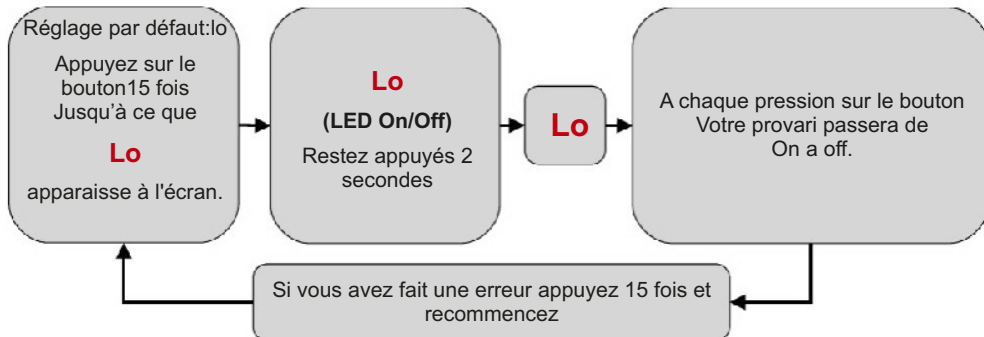 Réglage par défaut:lo
Appuyez sur le
bouton15 fois
Jusqu'à ce que
Lo
apparaisse à l'écran.
Lo
(LED On/Off)
Restez appuyés 2
secondes
Lo
A chaque pression sur le bouton
Votre provari passera de
On a off.
Si vous avez fait une erreur appuyez 15 fois et
recommencez